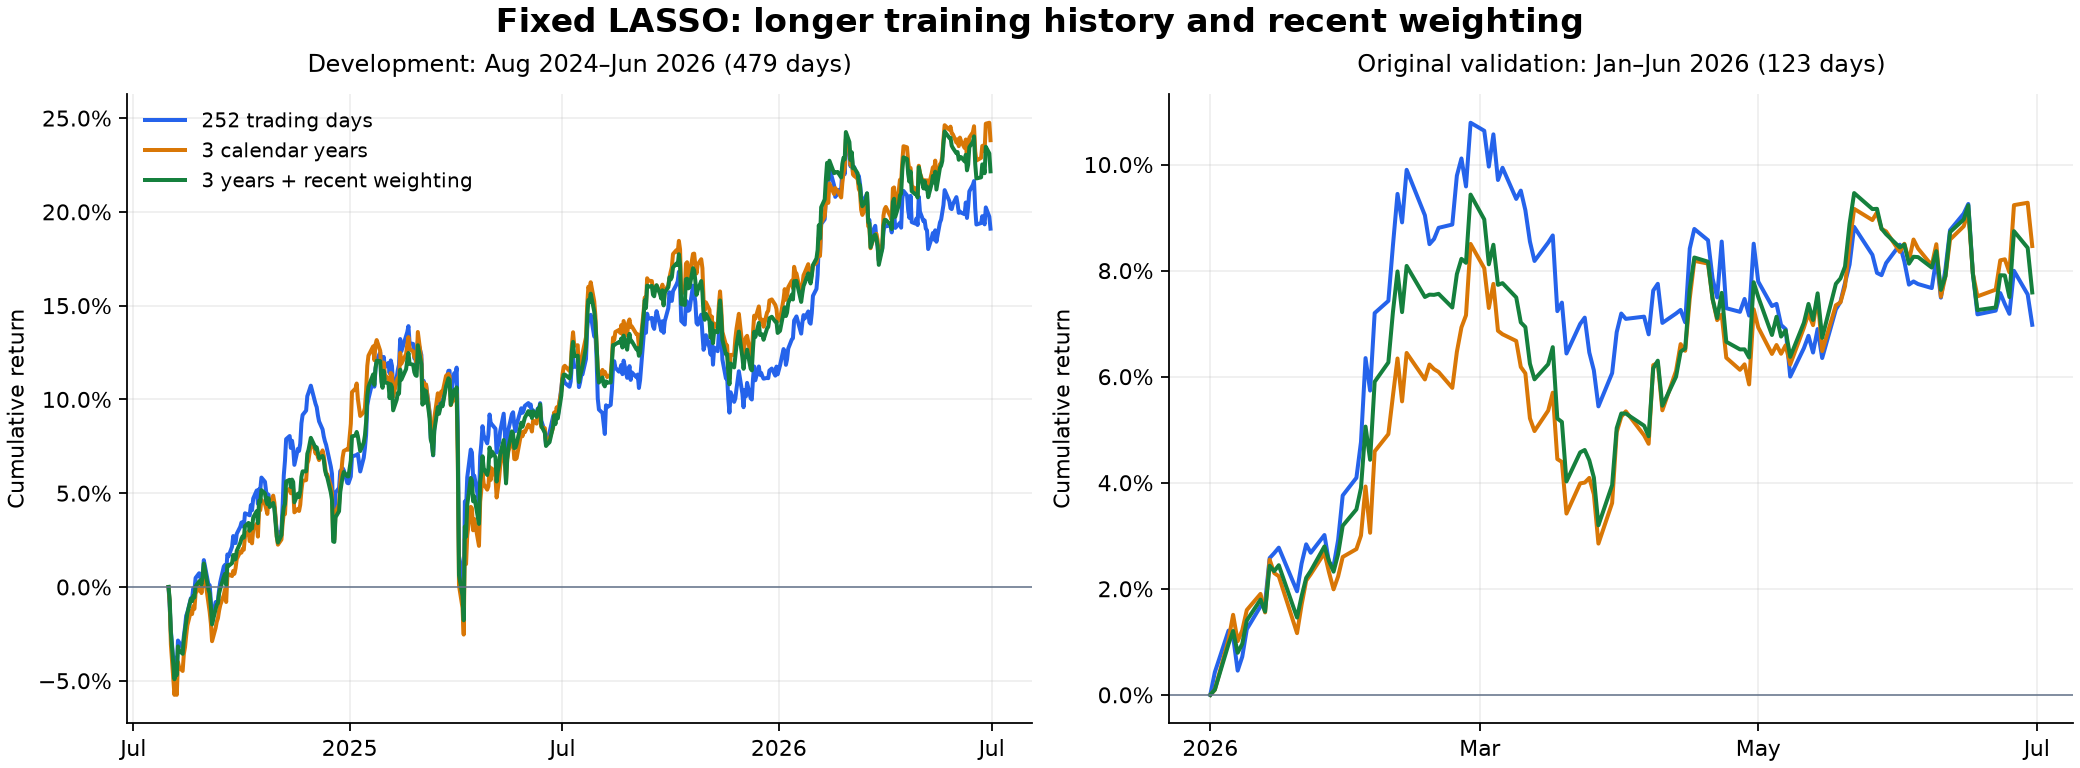 Fixed LASSO: longer training history and recent weighting
Development: Aug 2024–Jun 2026 (479 days)
25.0%
20.0%
15.0%
10.0%
5.0%
0.0%
−5.0%
Cumulative return
252 trading days
3 calendar years
3 years + recent weighting
Jul
2025
Jul
2026
Jul
Original validation: Jan–Jun 2026 (123 days)
10.0%
8.0%
6.0%
4.0%
2.0%
0.0%
Cumulative return
2026
Mar
May
Jul